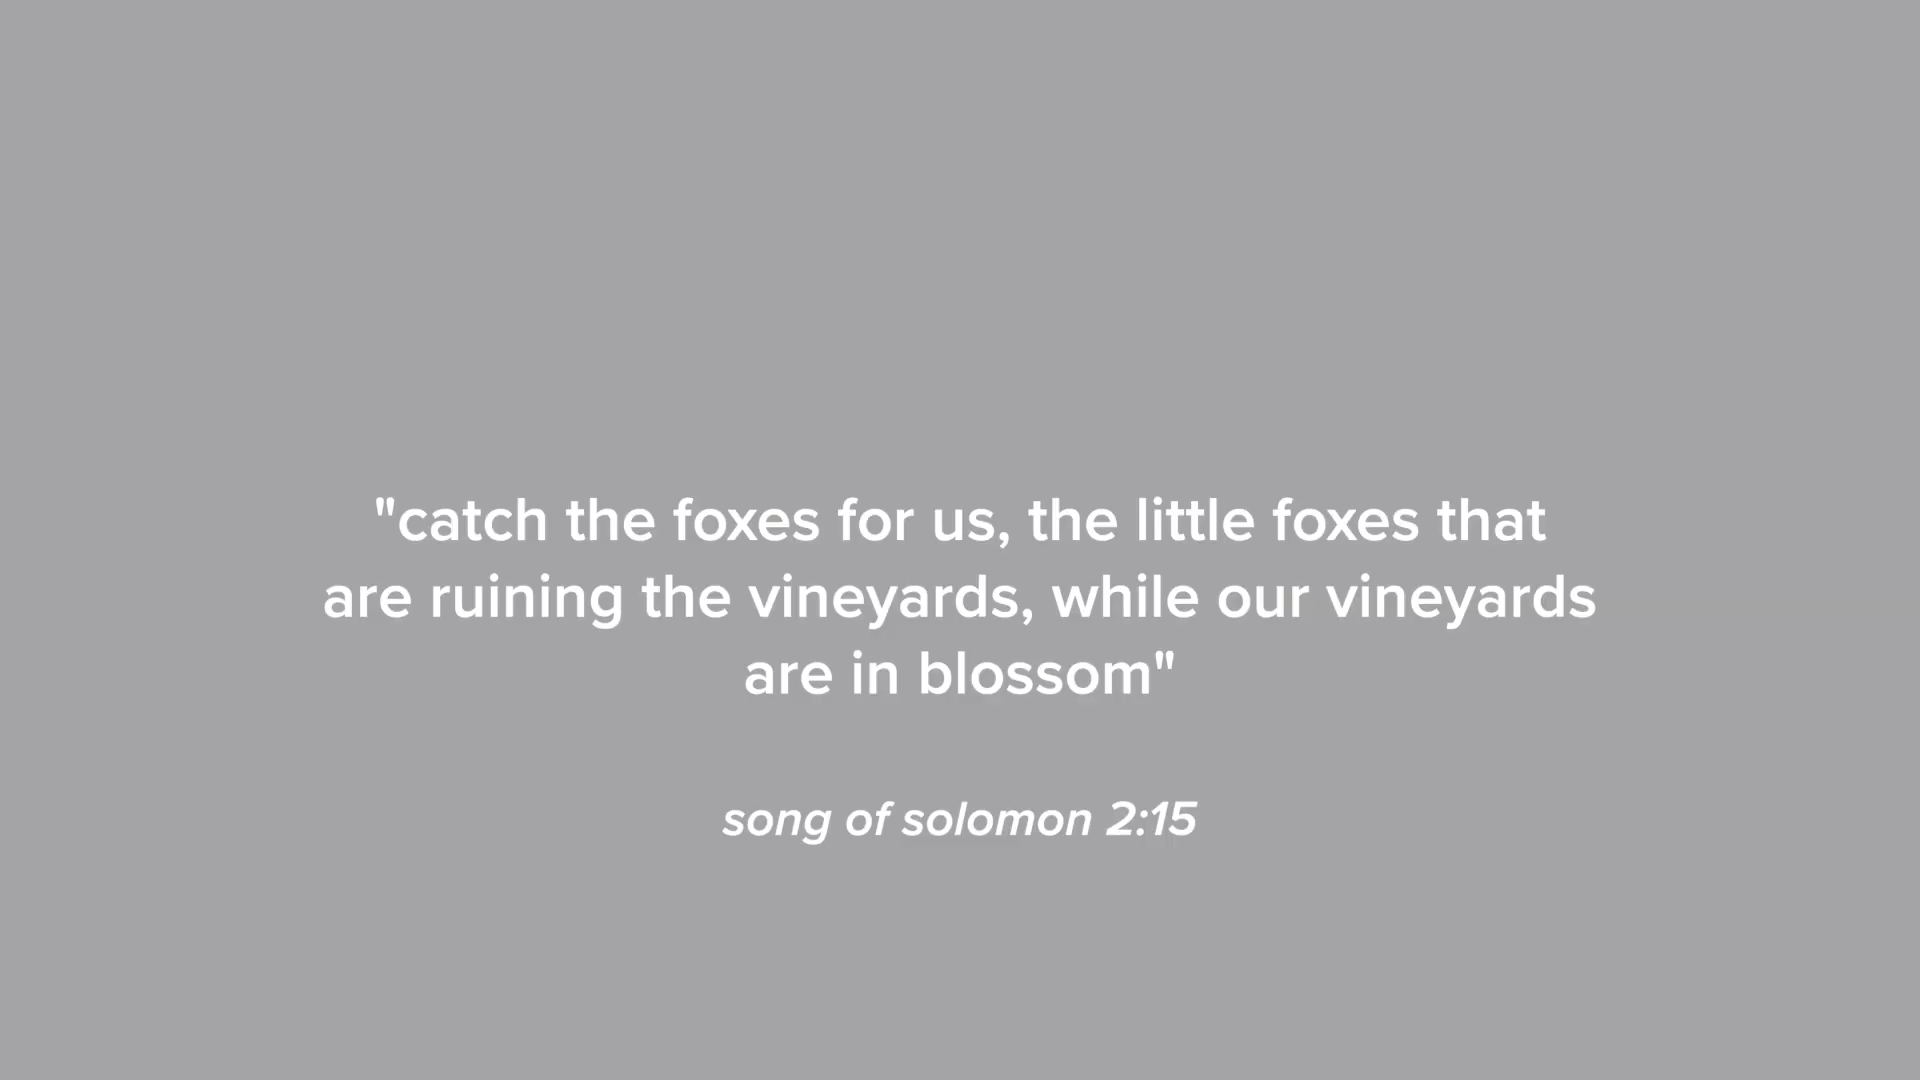 "catch the foxes for us, the little foxes that
are ruining the vineyards, while our vineyards
are in blossom"
song of solomon 2:15